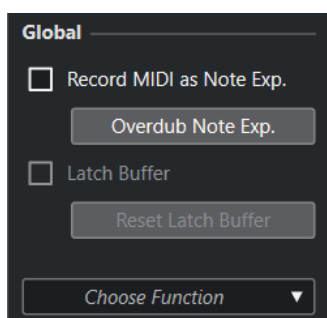 Global
Record MIDI as Note Exp.
Overdub Note Exp.
Latch Buffer
Reset Latch Buffer
Choose Function